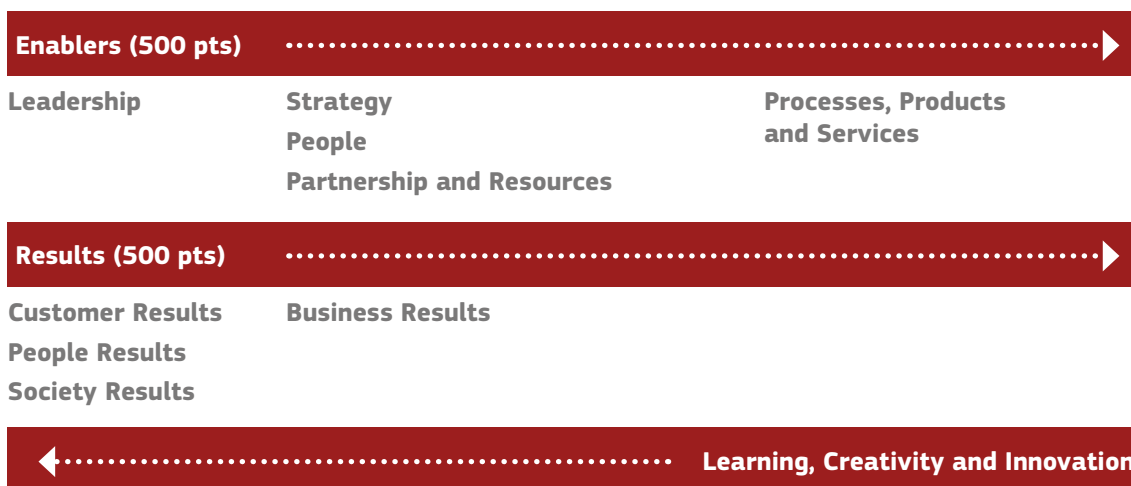 Enablers (500 pts)
Leadership
Strategy
People
Partnership and Resources
Processes, Products
and Services
Results (500 pts)
Customer Results
People Results
Society Results
Business Results
Learning, Creativity and Innovation